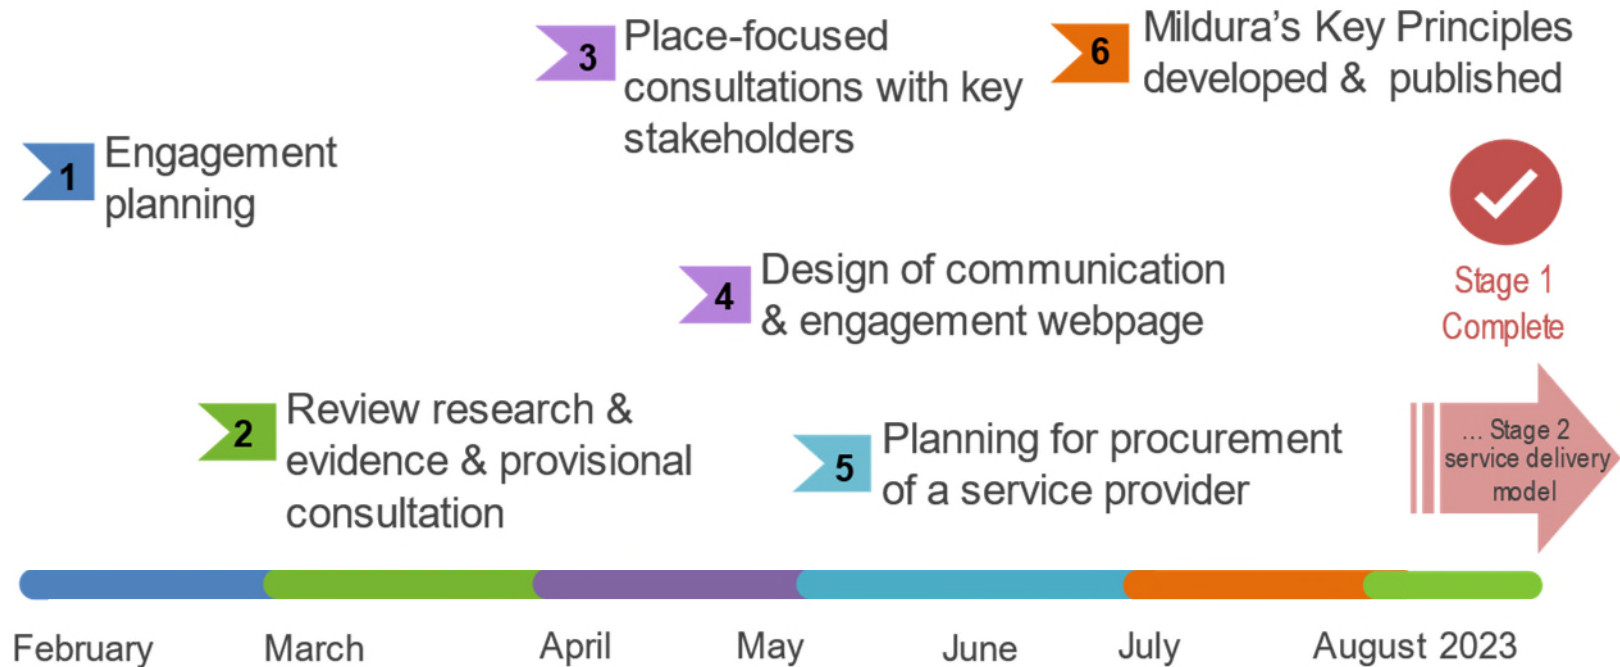 1
Engagement
planning
2
Review research &
evidence & provisional
consultation
3
Place-focused
consultations with key
stakeholders
4
Design of communication
& engagement webpage
5
Planning for procurement
of a service provider
6
Mildura’s Key Principles
developed & published
Stage 1
Complete
... Stage 2
service delivery
model
February March April May June July August 2023